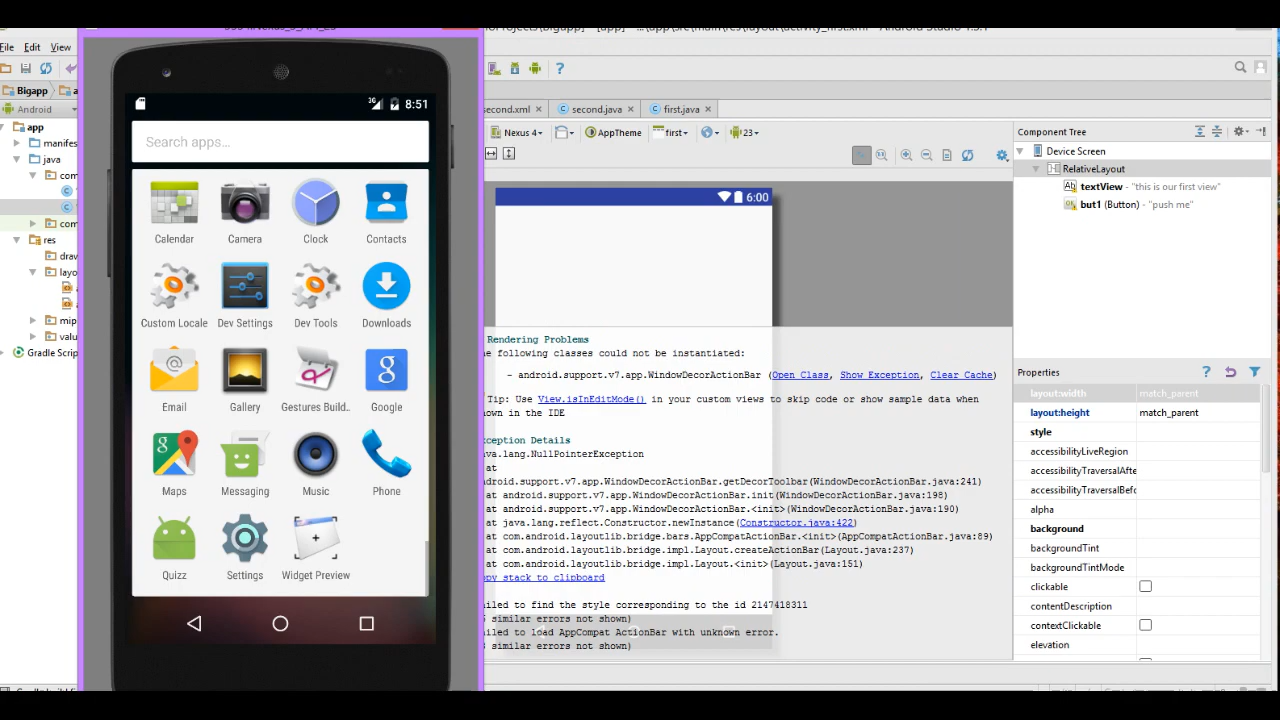 File Edit View
Bigapp
Android
app
manifes
java
com
com
res
draw
layo
mip
valu
Gradle Scrip
8:51
Search apps...
Calendar Camera Clock Contacts
Custom Locale Dev Settings Dev Tools Downloads
Email Gallery Gestures Build.. Google
Maps Messaging Music Phone
Quizz Settings Widget Preview
second.xml second.java first.java
Nexus 4 AppTheme first 23
6:00
Rendering Problems
he following classes could not be instantiated:
- android.support.v7.app.WindowDecorActionBar (Open Class, Show Exception, Clear Cache)
Tip: Use View.isInEditMode() in your custom views to skip code or show sample data when
hown in the IDE
xception Details
ava.lang.NullPointerException
at
android.support.v7.app.WindowDecorActionBar.getDecorToolbar(WindowDecorActionBar.java:241)
at android.support.v7.app.WindowDecorActionBar.init(WindowDecorActionBar.java:198)
at android.support.v7.app.WindowDecorActionBar.<init>(WindowDecorActionBar.java:190)
at java.lang.reflect.Constructor.newInstance(Constructor.java:422)
at com.android.layoutlib.bridge.bars.AppCompatActionBar.<init>(AppCompatActionBar.java:89)
at com.android.layoutlib.bridge.impl.Layout.createActionBar(Layout.java:237)
at com.android.layoutlib.bridge.impl.Layout.<init>(Layout.java:151)
opy stack to clipboard
ailed to find the style corresponding to the id 2147418311
similar errors not shown)
ailed to load AppCompat ActionBar with unknown error.
similar errors not shown)
Component Tree
Device Screen
RelativeLayout
textView - "this is our first view"
but1 (Button) - "push me"
Properties
layout:width match_parent
layout:height match_parent
style
accessibilityLiveRegion
accessibilityTraversalAfte
accessibilityTraversalBefo
alpha
background
backgroundTint
backgroundTintMode
clickable
contentDescription
contextClickable
elevation